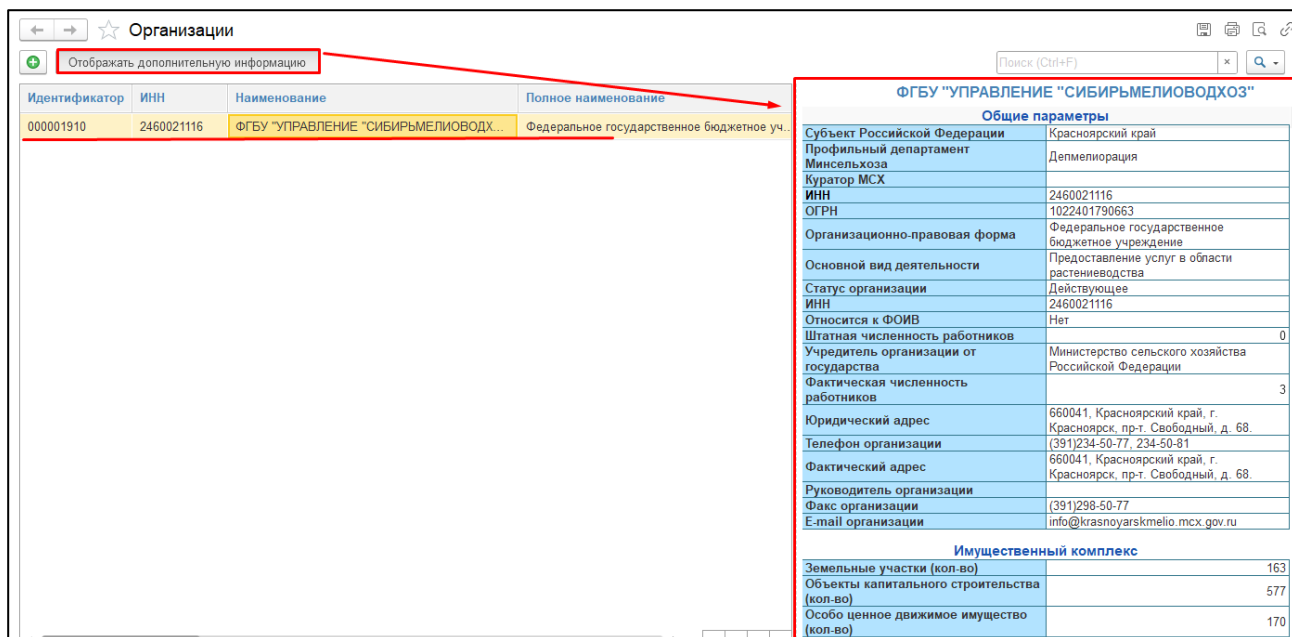 Организации
Отображать дополнительную информацию
Поиск (Ctrl+F)
×
Идентификатор ИНН Наименование Полное наименование
000001910 2460021116 ФГБУ "УПРАВЛЕНИЕ "СИБИРЬМЕЛИОВОДХ... Федеральное государственное бюджетное уч...
ФГБУ "УПРАВЛЕНИЕ "СИБИРЬМЕЛИОВОДХОЗ"
Общие параметры
Субъект Российской Федерации Красноярский край
Профильный департамент
Минсельхоза
Депмелиорация
Куратор МСХ
ИНН 2460021116
ОГРН 1022401790663
Организационно-правовая форма
Федеральное государственное
бюджетное учреждение
Основной вид деятельности
Предоставление услуг в области
растениеводства
Статус организации Действующее
ИНН 2460021116
Относится к ФОИВ Нет
Штатная численность работников 0
Учредитель организации от
государства
Министерство сельского хозяйства
Российской Федерации
Фактическая численность
работников
3
Юридический адрес
660041, Красноярский край, г.
Красноярск, пр-т. Свободный, д. 68.
Телефон организации (391)234-50-77, 234-50-81
Фактический адрес
660041, Красноярский край, г.
Красноярск, пр-т. Свободный, д. 68.
Руководитель организации
Факс организации (391)298-50-77
E-mail организации info@krasnoyarskmelio.mcx.gov.ru
Имущественный комплекс
Земельные участки (кол-во) 163
Объекты капитального строительства
(кол-во)
577
Особо ценное движимое имущество
(кол-во)
170